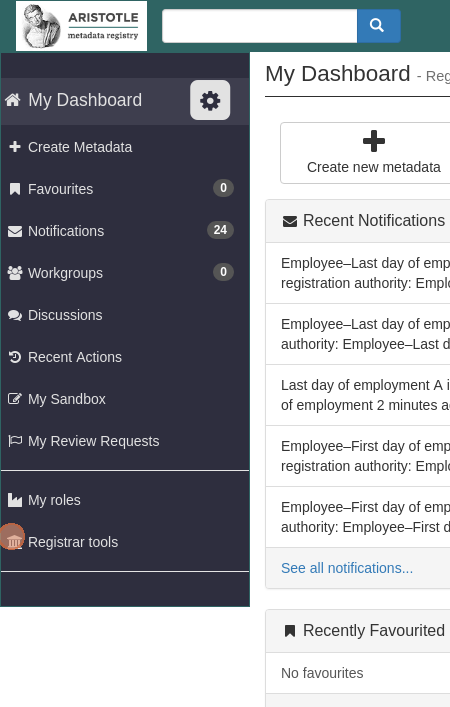 ARISTOTLE
metadata registry
My Dashboard
Create Metadata
Favourites 0
Notifications 24
Workgroups 0
Discussions
Recent Actions
My Sandbox
My Review Requests
My roles
Registrar tools
My Dashboard - Reg
Create new metadata
Recent Notifications
Employee–Last day of emp
registration authority: Emplo
Employee–Last day of emp
authority: Employee–Last d
Last day of employment A i
of employment 2 minutes a
Employee–First day of emp
registration authority: Emplo
Employee–First day of emp
authority: Employee–First d
See all notifications...
Recently Favourited
No favourites